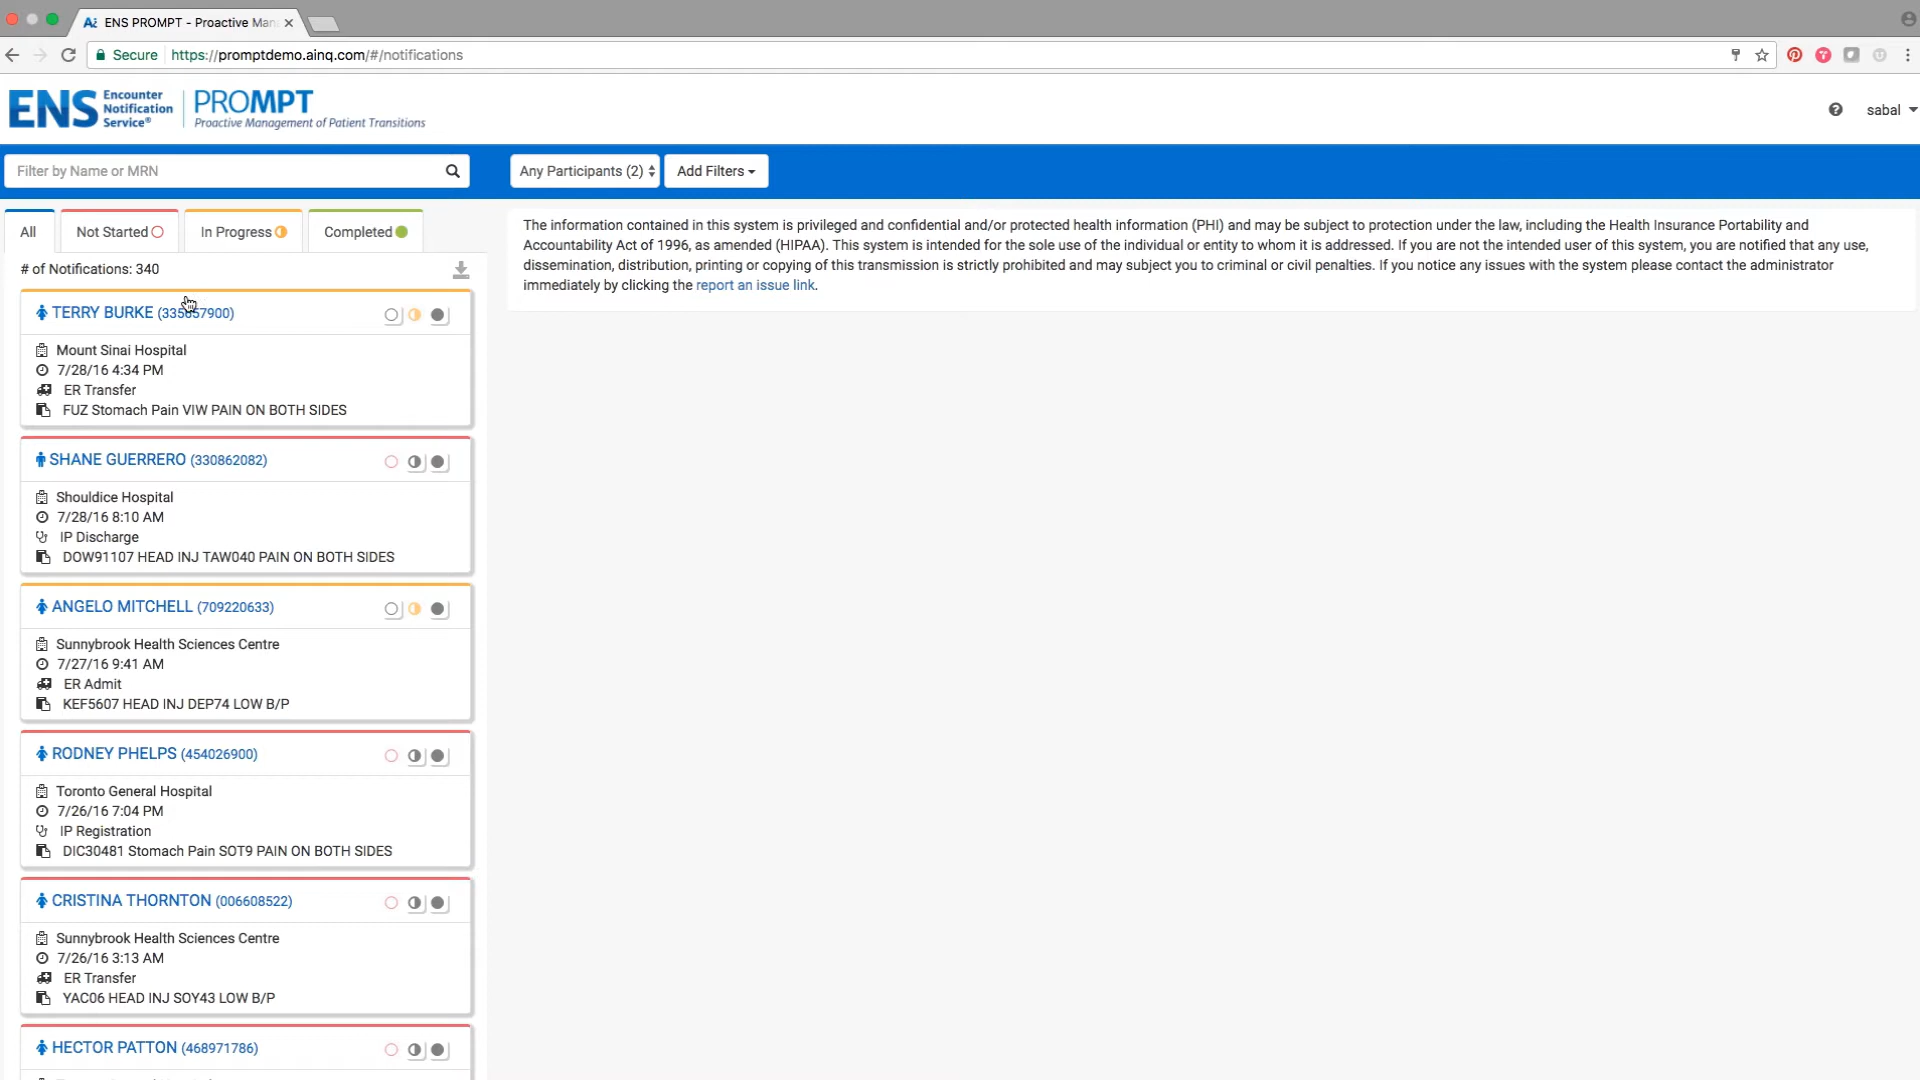 ENS PROMPT - Proactive Man
Secure https://promptdemo.ainq.com/#/notifications
ENS Encounter Notification Service® PROMPT
Proactive Management of Patient Transitions
sabal
Filter by Name or MRN
Any Participants (2)
Add Filters
All
Not Started
In Progress
Completed
# of Notifications: 340
TERRY BURKE (335657900)
Mount Sinai Hospital
7/28/16 4:34 PM
ER Transfer
FUZ Stomach Pain VIW PAIN ON BOTH SIDES
SHANE GUERRERO (330862082)
Shouldice Hospital
7/28/16 8:10 AM
IP Discharge
DOW91107 HEAD INJ TAW040 PAIN ON BOTH SIDES
ANGELO MITCHELL (709220633)
Sunnybrook Health Sciences Centre
7/27/16 9:41 AM
ER Admit
KEF5607 HEAD INJ DEP74 LOW B/P
RODNEY PHELPS (454026900)
Toronto General Hospital
7/26/16 7:04 PM
IP Registration
DIC30481 Stomach Pain SOT9 PAIN ON BOTH SIDES
CRISTINA THORNTON (006608522)
Sunnybrook Health Sciences Centre
7/26/16 3:13 AM
ER Transfer
YAC06 HEAD INJ SOY43 LOW B/P
HECTOR PATTON (468971786)
The information contained in this system is privileged and confidential and/or protected health information (PHI) and may be subject to protection under the law, including the Health Insurance Portability and
Accountability Act of 1996, as amended (HIPAA). This system is intended for the sole use of the individual or entity to whom it is addressed. If you are not the intended user of this system, you are notified that any use,
dissemination, distribution, printing or copying of this transmission is strictly prohibited and may subject you to criminal or civil penalties. If you notice any issues with the system please contact the administrator
immediately by clicking the report an issue link.